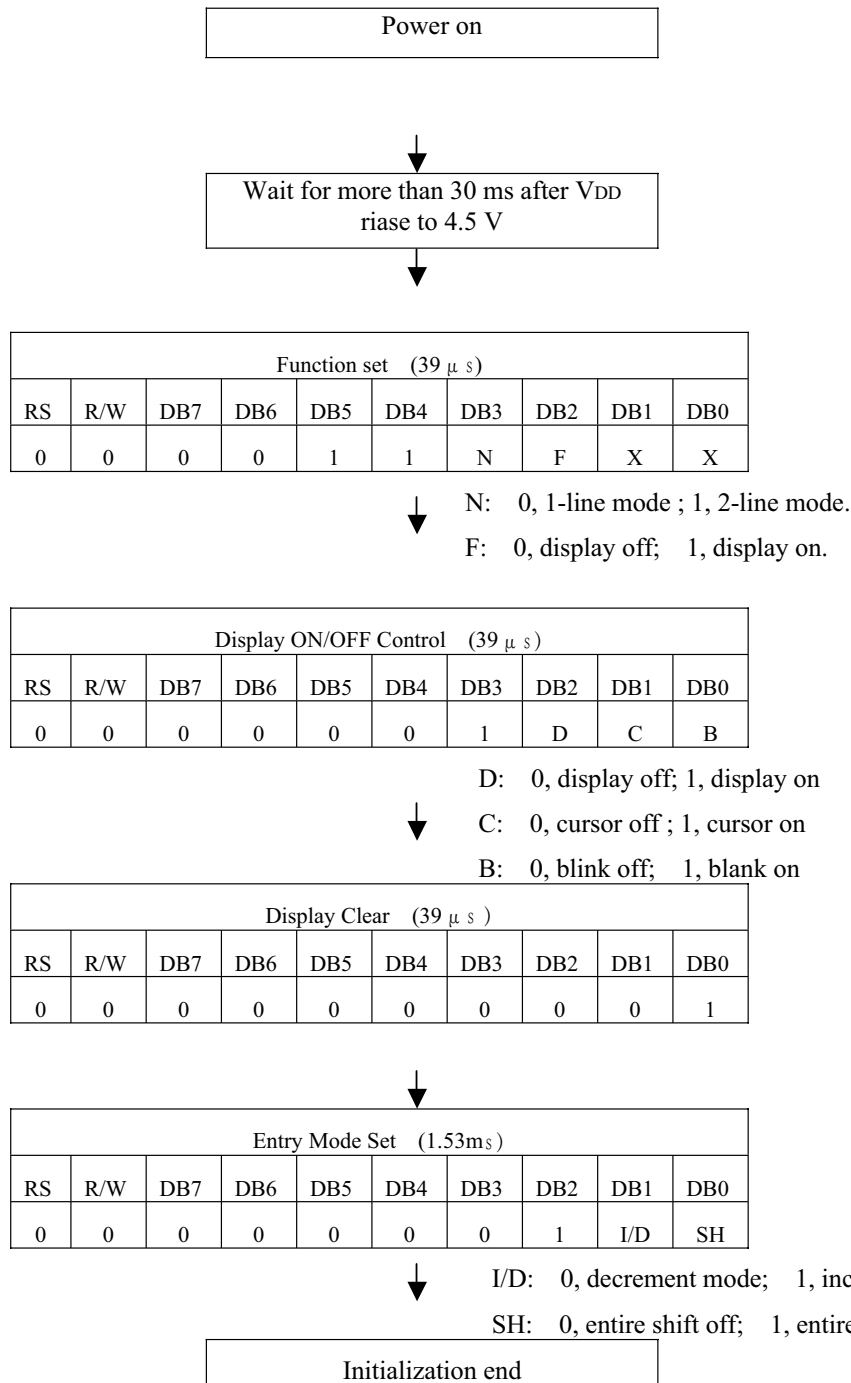 Power on
Wait for more than 30 ms after VDD
riase to 4.5 V
Function set (39 μs)
RS R/W DB7 DB6 DB5 DB4 DB3 DB2 DB1 DB0
0 0 0 0 1 1 N F X X
N: 0, 1-line mode ; 1, 2-line mode.
F: 0, display off; 1, display on.
Display ON/OFF Control (39 μs)
RS R/W DB7 DB6 DB5 DB4 DB3 DB2 DB1 DB0
0 0 0 0 0 0 1 D C B
D: 0, display off; 1, display on
C: 0, cursor off ; 1, cursor on
B: 0, blink off; 1, blank on
Display Clear (39 μs )
RS R/W DB7 DB6 DB5 DB4 DB3 DB2 DB1 DB0
0 0 0 0 0 0 0 0 0 1
Entry Mode Set (1.53ms)
RS R/W DB7 DB6 DB5 DB4 DB3 DB2 DB1 DB0
0 0 0 0 0 0 0 1 I/D SH
I/D: 0, decrement mode; 1,
SH: 0, entire shift off; 1, entire
Initialization end